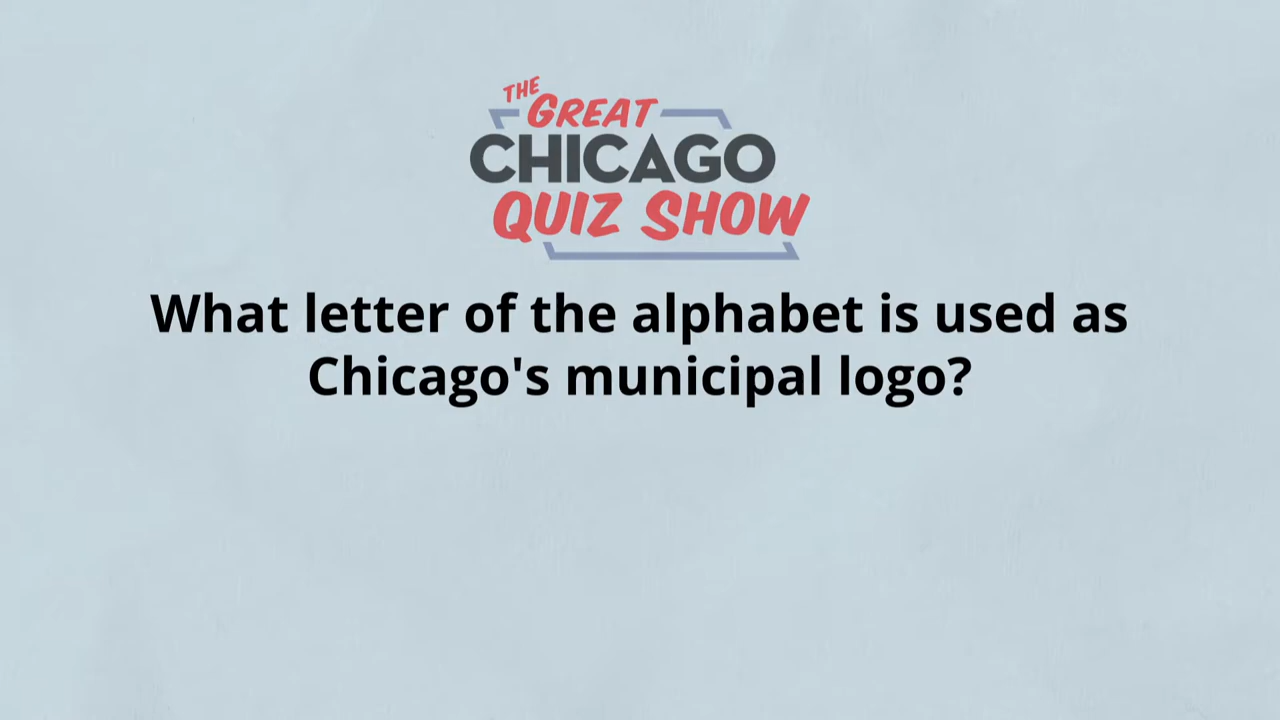 THE
GREAT
CHICAGO
QUIZ SHOW
What letter of the alphabet is used as
Chicago's municipal logo?